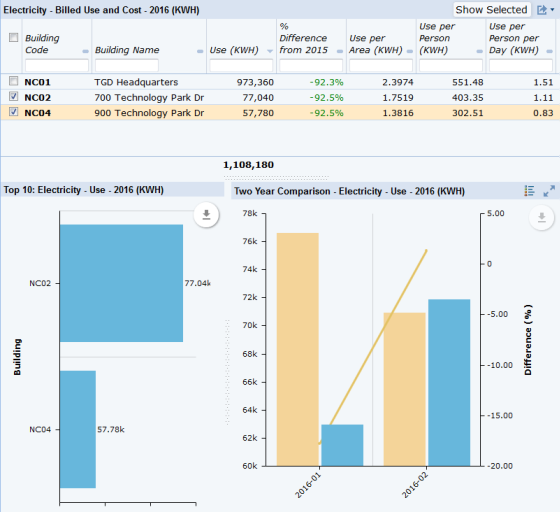 Electricity - Billed Use and Cost - 2016 (KWH)
Show Selected
Building Code
Building Name
Use (KWH)
% Difference from 2015
Use per Area (KWH)
Use per Person (KWH)
Use per Person per Day (KWH)
NC01 TGD Headquarters 973,360 -92.3% 2.3974 551.48 1.51
NC02 700 Technology Park Dr 77,040 -92.5% 1.7519 403.35 1.11
NC04 900 Technology Park Dr 57,780 -92.5% 1.3816 302.51 0.83
1,108,180
Top 10: Electricity - Use - 2016 (KWH)
Building
NC02
77.04k
NC04
57.78k
Two Year Comparison - Electricity - Use - 2016 (KWH)
78k
76k
74k
72k
70k
68k
66k
64k
62k
60k
5.00
0
-5.00
-10.00
-15.00
-20.00
Difference (%)
2016-01
2016-02